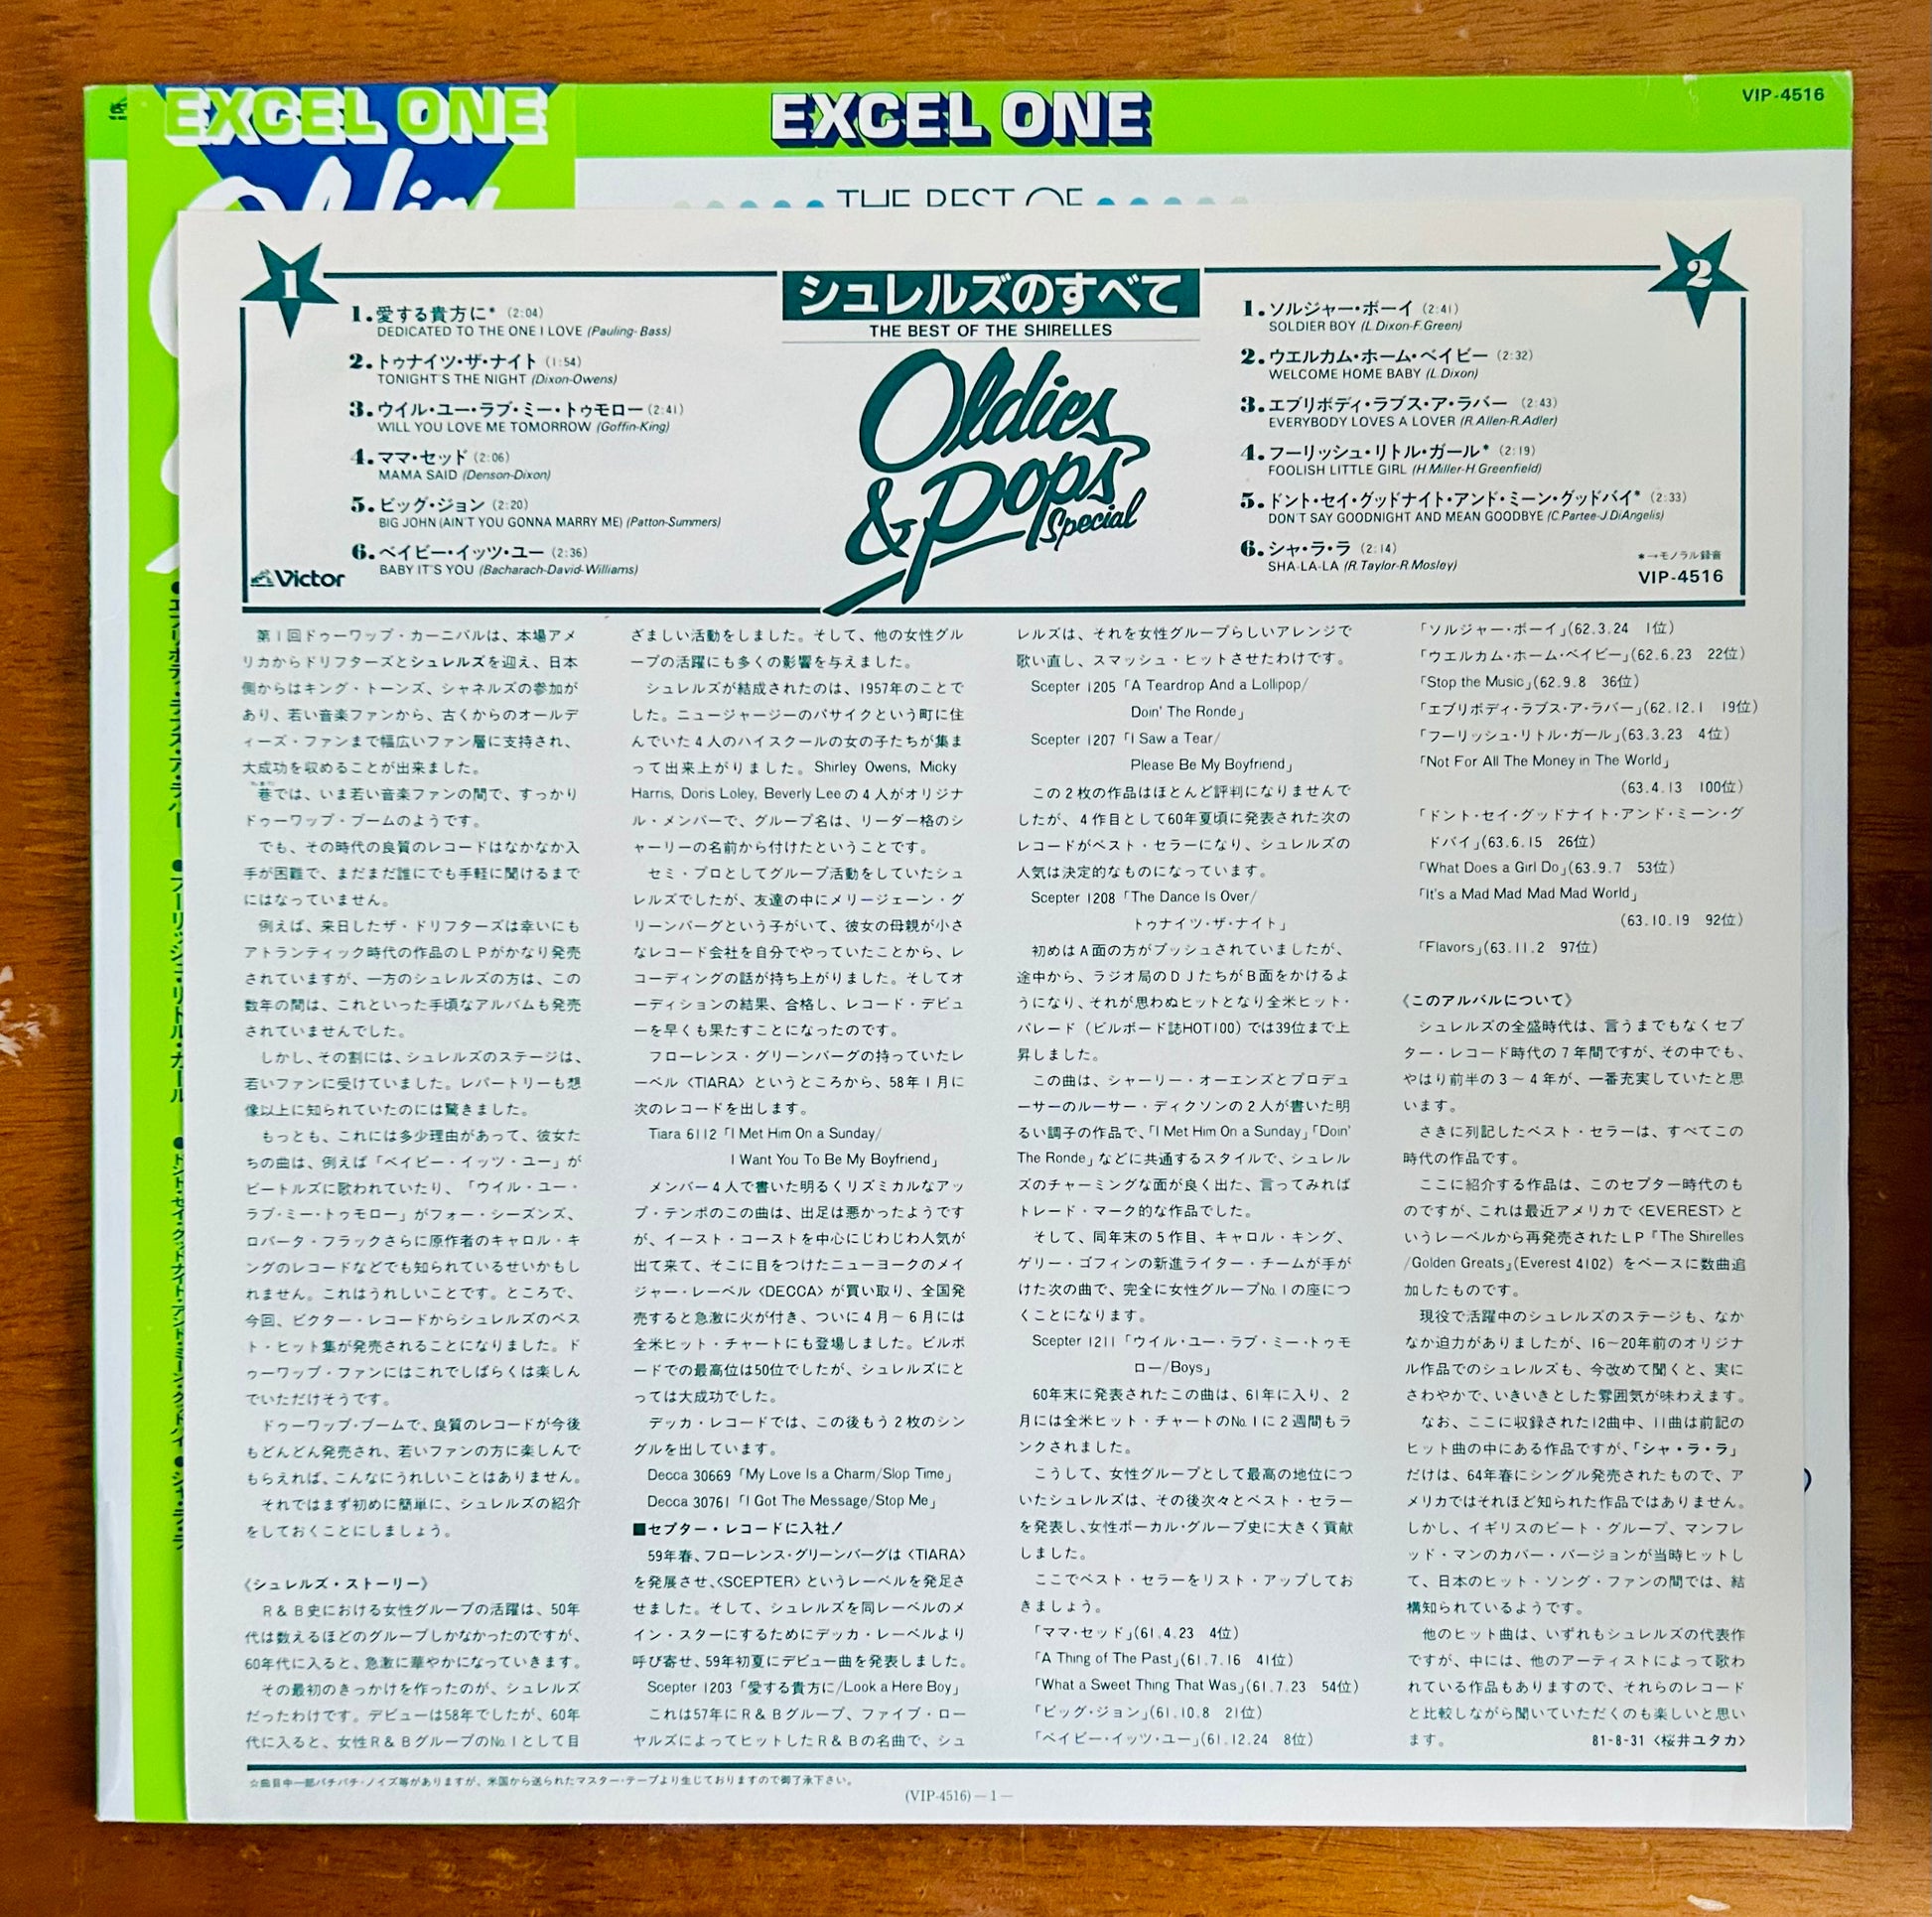 EXCEL ONE
EXCEL ONE
VIP-4516
THE BEST OF
1
シュレルズのすべて
THE BEST OF THE SHIRELLES
Oldies
& Pops
Special
2
1.愛する貴方に* (2:04)
DEDICATED TO THE ONE I LOVE (Pauling-Bass)
2.トゥナイツ・ザ・ナイト (1:54)
TONIGHT'S THE NIGHT (Dixon-Owens)
3.ウイル・ユー・ラブ・ミー・トゥモロー (2:41)
WILL YOU LOVE ME TOMORROW (Goffin-King)
4.ママ・セッド (2:06)
MAMA SAID (Denson-Dixon)
5.ビッグ・ジョン (2:20)
BIG JOHN (AIN'T YOU GONNA MARRY ME) (Patton-Summers)
6.ベイビー・イッツ・ユー (2:36)
BABY IT'S YOU (Bacharach-David-Williams)
Victor
1.ソルジャー・ボーイ (2:41)
SOLDIER BOY (L.Dixon-F.Green)
2.ウエルカム・ホーム・ベイビー (2:32)
WELCOME HOME BABY (L.Dixon)
3.エブリボディ・ラブス・ア・ラバー (2:43)
EVERYBODY LOVES A LOVER (R.Allen-R.Adler)
4.フーリッシュ・リトル・ガール* (2:19)
FOOLISH LITTLE GIRL (H.Miller-H.Greenfield)
5.ドント・セイ・グッドナイト・アンド・ミーン・グッドバイ* (2:33)
DON'T SAY GOODNIGHT AND MEAN GOODBYE (C.Partee-J.DiAngelis)
6.シャ・ラ・ラ (2:14)
SHA-LA-LA (R.Taylor-R.Mosley)
*→モノラル録音
VIP-4516
第1回ドゥーワップ・カーニバルは、本場アメ
リカからドリフターズとシュレルズを迎え、日本
側からはキング・トーンズ、シャネルズの参加が
あり、若い音楽ファンから、古くからのオールデ
ィーズ・ファンまで幅広いファン層に支持され、
大成功を収めることが出来ました。
巷では、いま若い音楽ファンの間で、すっかり
ドゥーワップ・ブームのようです。
でも、その時代の良質のレコードはなかなか入
手が困難で、まだまだ誰にでも手軽に聞けるまで
にはなっていません。
例えば、来日したザ・ドリフターズは幸いにも
アトランティック時代の作品のLPがかなり発売
されていますが、一方のシュレルズの方は、この
数年の間は、これといった手頃なアルバムも発売
されていませんでした。
しかし、その割には、シュレルズのステージは、
若いファンに受けていました。レパートリーも想
像以上に知られていたのには驚きました。
もっとも、これには多少理由があって、彼女た
ちの曲は、例えば「ベイビー・イッツ・ユー」が
ビートルズに歌われていたり、「ウイル・ユー・
ラブ・ミー・トゥモロー」がフォー・シーズンズ、
ロバータ・フラックさらに原作者のキャロル・キ
ングのレコードなどでも知られているせいかもし
れません。これはうれしいことです。ところで、
今回、ビクター・レコードからシュレルズのベス
ト・ヒット集が発売されることになりました。ド
ゥーワップ・ファンにはこれでしばらくは楽しん
でいただけそうです。
ドゥーワップ・ブームで、良質のレコードが今後
もどんどん発売され、若いファンの方に楽しんで
もらえれば、こんなにうれしいことはありません。
それではまず初めに簡単に、シュレルズの紹介
をしておくことにしましょう。
《シュレルズ・ストーリー》
R&B史における女性グループの活躍は、50年
代は数えるほどのグループしかなかったのですが、
60年代に入ると、急激に華やかになっていきます。
その最初のきっかけを作ったのが、シュレルズ
だったわけです。デビューは58年でしたが、60年
代に入ると、女性R&BグループのNo.1として目
ざましい活動をしました。そして、他の女性グル
ープの活躍にも多くの影響を与えました。
シュレルズが結成されたのは、1957年のことで
した。ニュージャージーのパサイクという町に住
んでいた4人のハイスクールの女の子たちが集ま
って出来上がりました。Shirley Owens, Micky
Harris, Doris Loley, Beverly Leeの4人がオリジナ
ル・メンバーで、グループ名は、リーダー格のシ
ャーリーの名前から付けたということです。
セミ・プロとしてグループ活動をしていたシュ
レルズでしたが、友達の中にメリージェーン・グ
リーンバーグという子がいて、彼女の母親が小さ
なレコード会社を自分でやっていたことから、レ
コーディングの話が持ち上がりました。そしてオ
ーディションの結果、合格し、レコード・デビュ
ーを早くも果たすことになったのです。
フローレンス・グリーンバーグの持っていたレ
ーベル〈TIARA〉というところから、58年1月に
次のレコードを出します。
Tiara 6112「I Met Him On a Sunday/
I Want You To Be My Boyfriend」
メンバー4人で書いた明るくリズミカルなアッ
プ・テンポのこの曲は、出足は悪かったようです
が、イースト・コーストを中心にじわじわ人気が
出て来て、そこに目をつけたニューヨークのメイ
ジャー・レーベル〈DECCA〉が買い取り、全国発
売すると急激に火が付き、ついに4月～6月には
全米ヒット・チャートにも登場しました。ビルボ
ードでの最高位は50位でしたが、シュレルズにと
っては大成功でした。
デッカ・レコードでは、この後もう2枚のシン
グルを出しています。
Decca 30669「My Love Is a Charm/Slop Time」
Decca 30761「I Got The Message/Stop Me」
■セプター・レコードに入社!
59年春、フローレンス・グリーンバーグは〈TIARA〉
を発展させ、〈SCEPTER〉というレーベルを発足さ
せました。そして、シュレルズを同レーベルのメ
イン・スターにするためにデッカ・レーベルより
呼び寄せ、59年初夏にデビュー曲を発表しました。
Scepter 1203「愛する貴方に/Look a Here Boy」
これは57年にR&Bグループ、ファイブ・ロー
ヤルズによってヒットしたR&Bの名曲で、シュ
レルズは、それを女性グループらしいアレンジで
歌い直し、スマッシュ・ヒットさせたわけです。
Scepter 1205「A Teardrop And a Lollipop/
Doin' The Ronde」
Scepter 1207「I Saw a Tear/
Please Be My Boyfriend」
この2枚の作品はほとんど評判になりませんで
したが、4作目として60年夏頃に発表された次の
レコードがベスト・セラーになり、シュレルズの
人気は決定的なものになっています。
Scepter 1208「The Dance Is Over/
トゥナイツ・ザ・ナイト」
初めはA面の方がプッシュされていましたが、
途中から、ラジオ局のDJたちがB面をかけるよ
うになり、それが思わぬヒットとなり全米ヒット・
パレード（ビルボード誌HOT100）では39位まで上
昇しました。
この曲は、シャーリー・オーエンズとプロデュ
ーサーのルーサー・ディクソンの2人が書いた明
るい調子の作品で、「I Met Him On a Sunday」「Doin'
The Ronde」などに共通するスタイルで、シュレル
ズのチャーミングな面が良く出た、言ってみれば
トレード・マーク的な作品でした。
そして、同年末の5作目、キャロル・キング、
ゲリー・ゴフィンの新進ライター・チームが手が
けた次の曲で、完全に女性グループNo.1の座につ
くことになります。
Scepter 1211「ウイル・ユー・ラブ・ミー・トゥモ
ロー/Boys」
60年末に発表されたこの曲は、61年に入り、2
月には全米ヒット・チャートのNo.1に2週間もラ
ンクされました。
こうして、女性グループとして最高の地位につ
いたシュレルズは、その後次々とベスト・セラー
を発表し、女性ボーカル・グループ史に大きく貢献
しました。
ここでベスト・セラーをリスト・アップしてお
きましょう。
「ママ・セッド」(61.4.23 4位)
「A Thing of The Past」(61.7.16 41位)
「What a Sweet Thing That Was」(61.7.23 54位)
「ビッグ・ジョン」(61.10.8 21位)
「ベイビー・イッツ・ユー」(61.12.24 8位)
「ソルジャー・ボーイ」(62.3.24 1位)
「ウエルカム・ホーム・ベイビー」(62.6.23 22位)
「Stop the Music」(62.9.8 36位)
「エブリボディ・ラブス・ア・ラバー」(62.12.1 19位)
「フーリッシュ・リトル・ガール」(63.3.23 4位)
「Not For All The Money in The World」
(63.4.13 100位)
「ドント・セイ・グッドナイト・アンド・ミーン・グ
ドバイ」(63.6.15 26位)
「What Does a Girl Do」(63.9.7 53位)
「It's a Mad Mad Mad Mad World」
(63.10.19 92位)
「Flavors」(63.11.2 97位)
《このアルバルについて》
シュレルズの全盛時代は、言うまでもなくセプ
ター・レコード時代の7年間ですが、その中でも、
やはり前半の3～4年が、一番充実していたと思
います。
さきに列記したベスト・セラーは、すべてこの
時代の作品です。
ここに紹介する作品は、このセプター時代のも
のですが、これは最近アメリカで〈EVEREST〉と
いうレーベルから再発売されたLP「The Shirelles
/Golden Greats」(Everest 4102) をベースに数曲追
加したものです。
現役で活躍中のシュレルズのステージも、なか
なか迫力がありましたが、16～20年前のオリジナ
ル作品でのシュレルズも、今改めて聞くと、実に
さわやかで、いきいきとした雰囲気が味わえます。
なお、ここに収録された12曲中、11曲は前記の
ヒット曲の中にある作品ですが、「シャ・ラ・ラ」
だけは、64年春にシングル発売されたもので、ア
メリカではそれほど知られた作品ではありません。
しかし、イギリスのビート・グループ、マンフレ
ッド・マンのカバー・バージョンが当時ヒットし
て、日本のヒット・ソング・ファンの間では、結
構知られているようです。
他のヒット曲は、いずれもシュレルズの代表作
ですが、中には、他のアーティストによって歌わ
れている作品もありますので、それらのレコード
と比較しながら聞いていただくのも楽しいと思い
ます。 81-8-31 〈桜井ユタカ〉
☆曲目中一部パチパチ・ノイズ等がありますが、米国から送られたマスター・テープより生じておりますので御了承下さい。
(VIP-4516) — 1 —